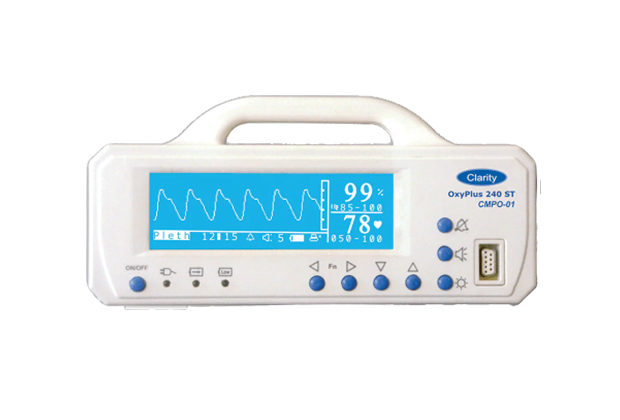 Clarity
OxyPlus 240 ST
CMPO-01
99 %
85-100
78
050-100
Pleth 12 15 5
ON/OFF
Fn